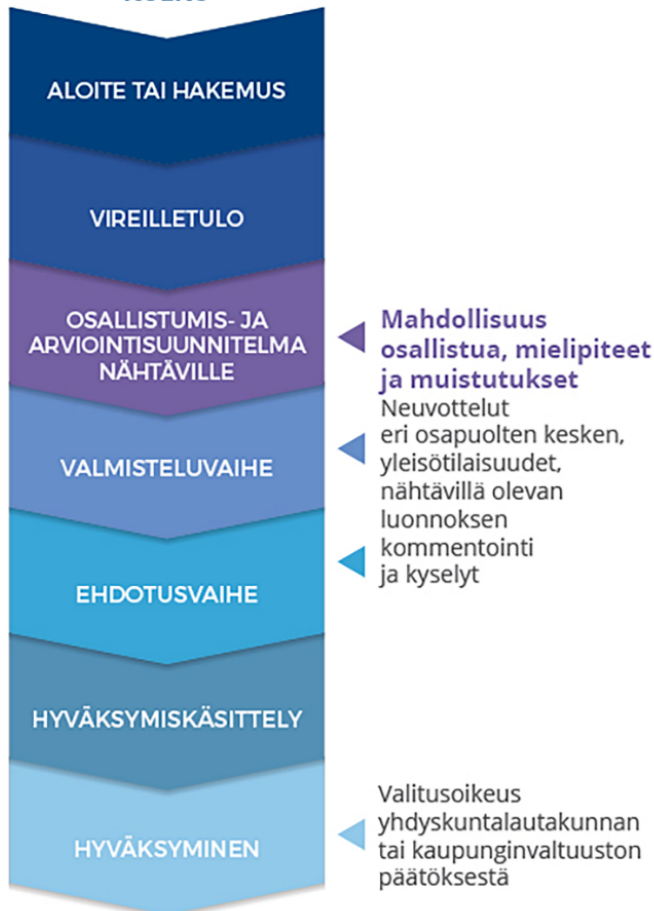 ALOITE TAI HAKEMUS
VIREILLETULO
OSALLISTUMIS- JA
ARVIOINTISUUNNITELMA
NÄHTÄVILLE
Mahdollisuus
osallistua, mielipiteet
ja muistutukset
VALMISTELUVAIHE
Neuvottelut
eri osapuolten kesken,
yleisötilaisuudet,
nähtävillä olevan
luonnoksen
kommentointi
ja kyselyt
EHDOTUSVAIHE
HYVÄKSYMISKÄSITTELY
HYVÄKSYMINEN
Valitusoikeus
yhdyskuntalautakunnan
tai kaupunginvaltuuston
päätöksestä